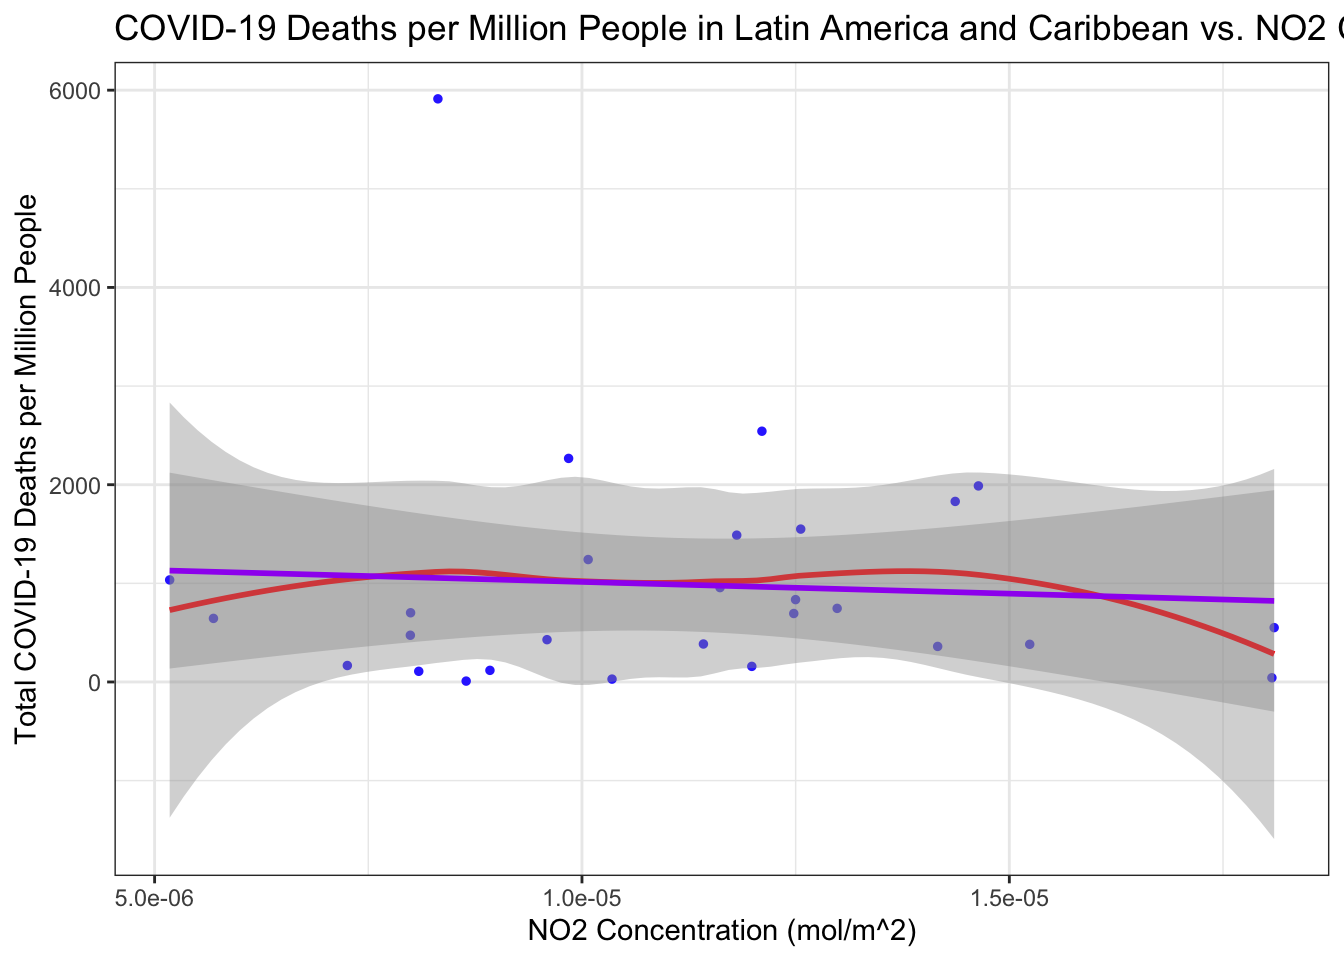 COVID-19 Deaths per Million People in Latin America and Caribbean vs. NO2
Total COVID-19 Deaths per Million People
6000
4000
2000
0
5.0e-06 1.0e-05 1.5e-05
NO2 Concentration (mol/m^2)